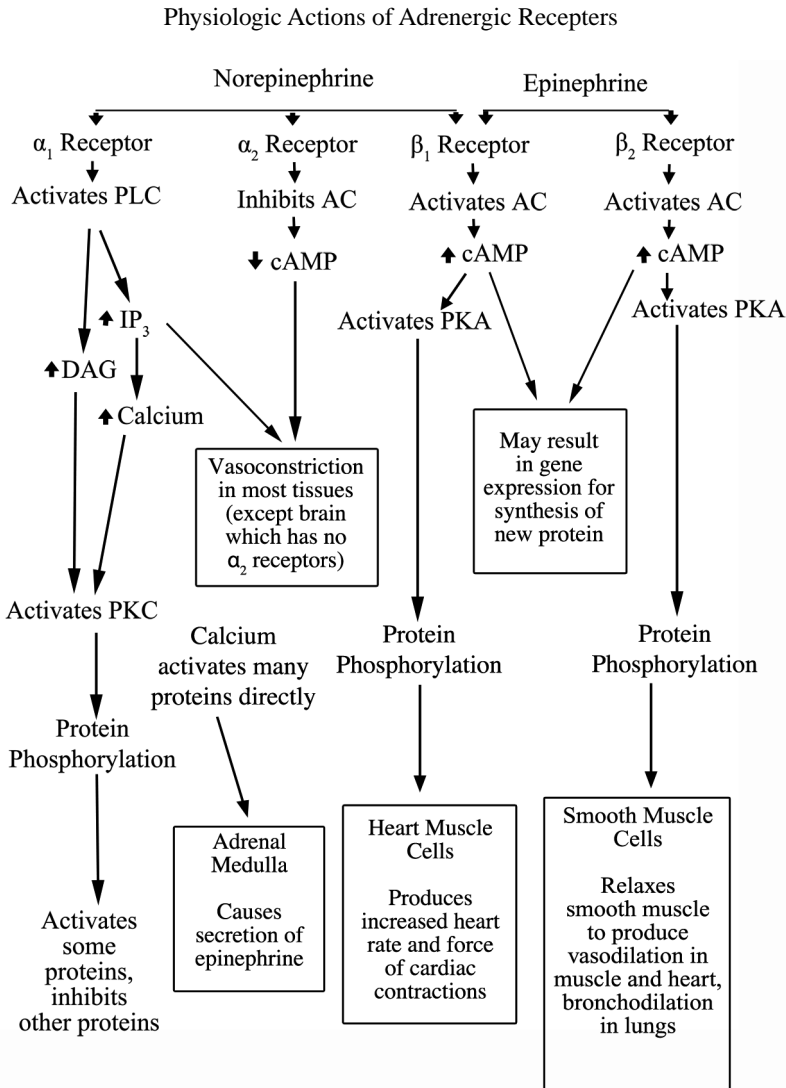 Physiologic Actions of Adrenergic Recepters
Norepinephrine
Epinephrine
α₁ Receptor
α₂ Receptor
β₁ Receptor
β₂ Receptor
Activates PLC
Inhibits AC
Activates AC
Activates AC
cAMP
cAMP
cAMP
IP₃
Activates PKA
Activates PKA
DAG
Calcium
Vasoconstriction
in most tissues
(except brain
which has no
α₂ receptors)
May result
in gene
expression for
synthesis of
new protein
Activates PKC
Calcium
activates many
proteins directly
Protein
Phosphorylation
Protein
Phosphorylation
Protein
Phosphorylation
Adrenal
Medulla
Causes
secretion of
epinephrine
Heart Muscle
Cells
Produces
increased heart
rate and force
of cardiac
contractions
Smooth Muscle
Cells
Relaxes
smooth muscle
to produce
vasodilation in
muscle and heart,
bronchodilation
in lungs
Activates
some
proteins,
inhibits
other proteins